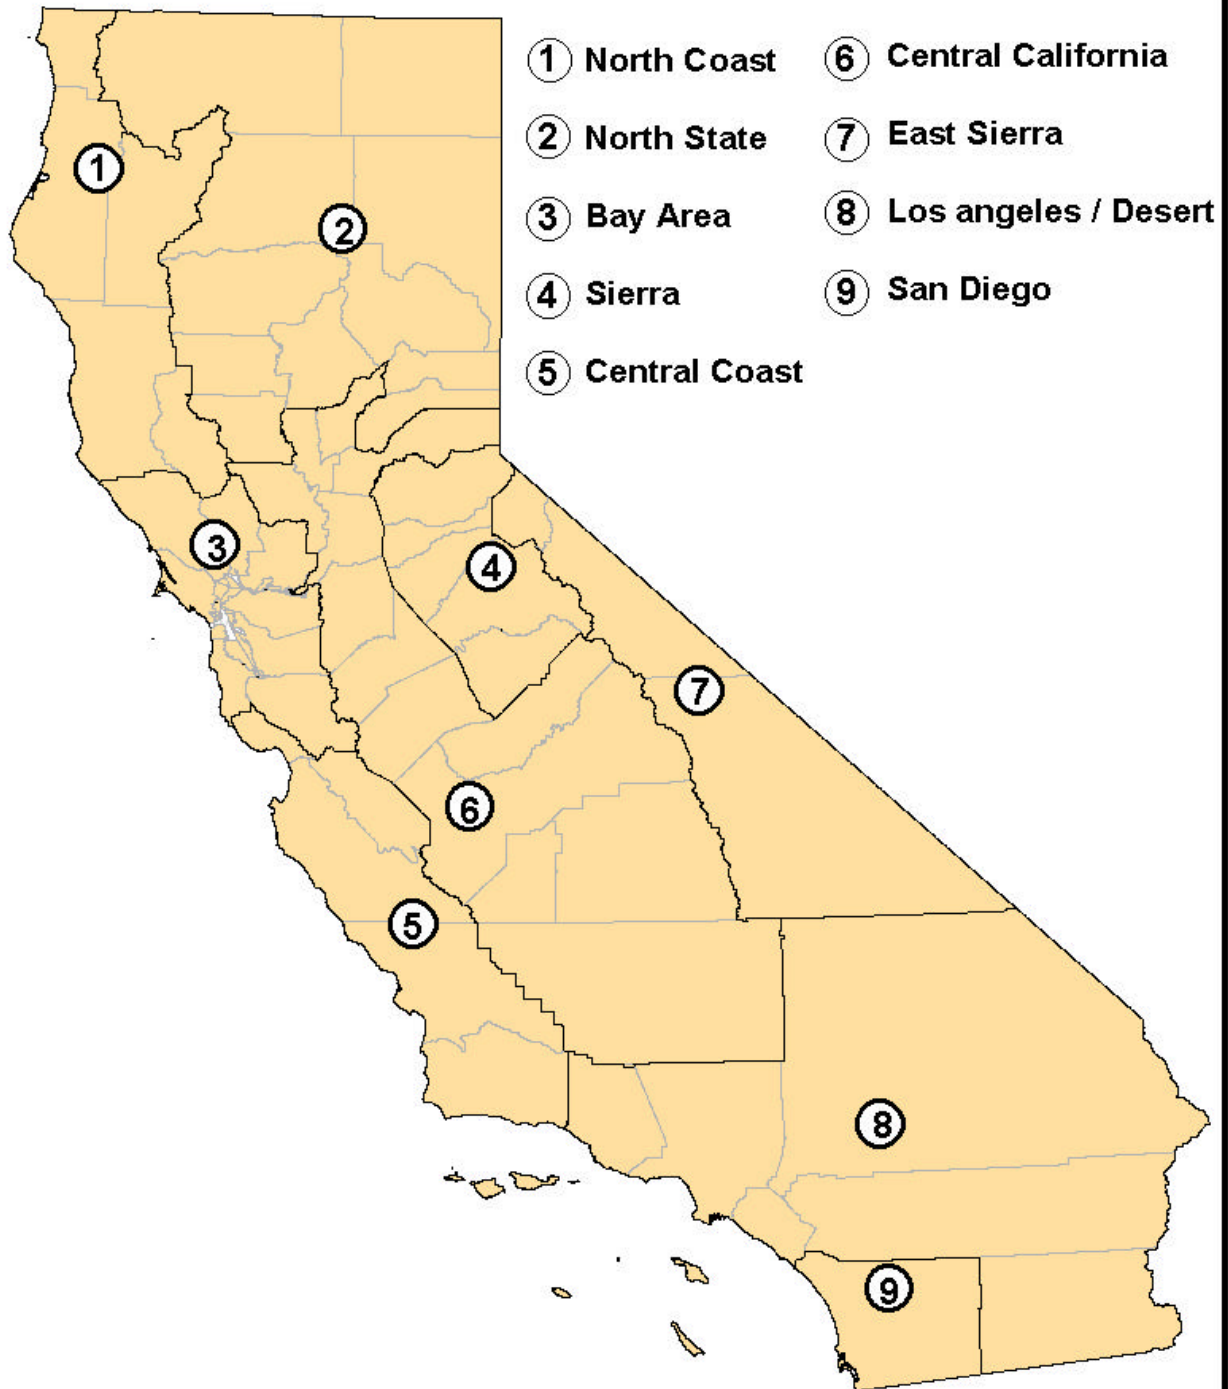 1 North Coast
2 North State
3 Bay Area
4 Sierra
5 Central Coast
6 Central California
7 East Sierra
8 Los angeles / Desert
9 San Diego
1
2
3
4
7
6
5
8
9